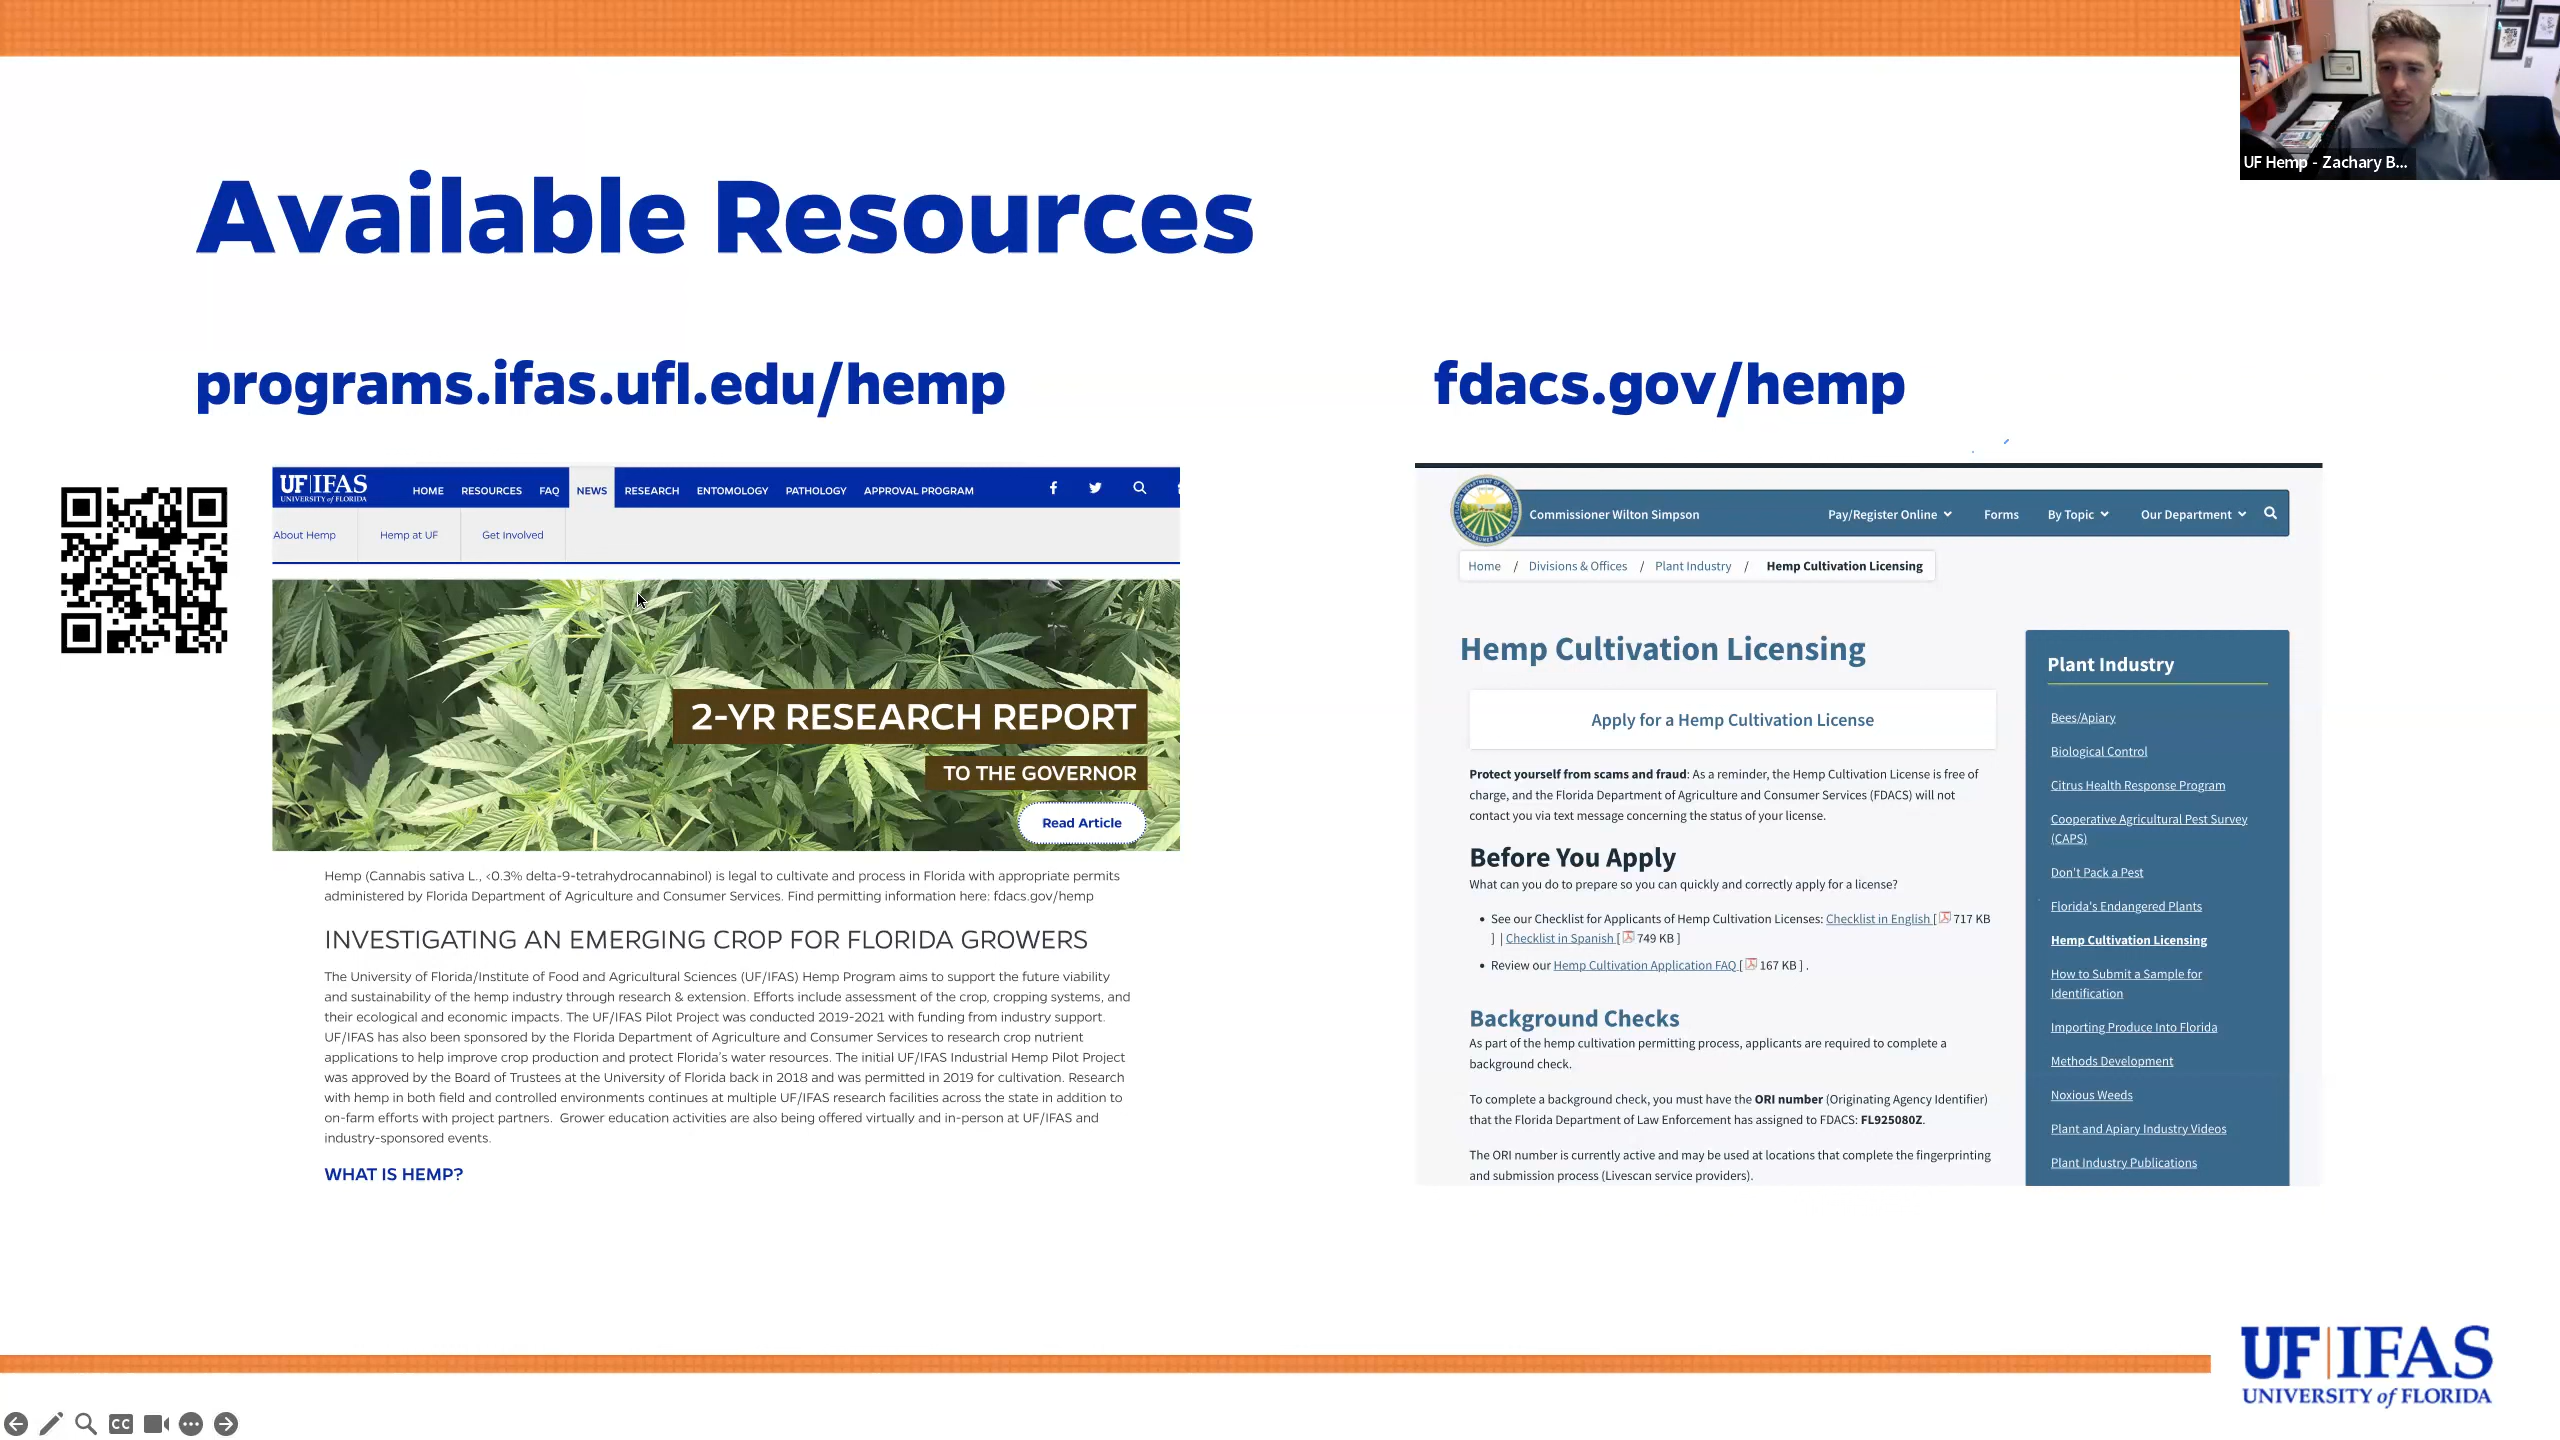 UF Hemp - Zachary B...
Available Resources
programs.ifas.ufl.edu/hemp
UF|IFAS
UNIVERSITY of FLORIDA
HOME
RESOURCES
FAQ
NEWS
RESEARCH
ENTOMOLOGY
PATHOLOGY
APPROVAL PROGRAM
About Hemp
Hemp at UF
Get Involved
2-YR RESEARCH REPORT
TO THE GOVERNOR
Read Article
Hemp (Cannabis sativa L., <0.3% delta-9-tetrahydrocannabinol) is legal to cultivate and process in Florida with appropriate permits
administered by Florida Department of Agriculture and Consumer Services. Find permitting information here: fdacs.gov/hemp
INVESTIGATING AN EMERGING CROP FOR FLORIDA GROWERS
The University of Florida/Institute of Food and Agricultural Sciences (UF/IFAS) Hemp Program aims to support the future viability
and sustainability of the hemp industry through research & extension. Efforts include assessment of the crop, cropping systems, and
their ecological and economic impacts. The UF/IFAS Pilot Project was conducted 2019-2021 with funding from industry support.
UF/IFAS has also been sponsored by the Florida Department of Agriculture and Consumer Services to research crop nutrient
applications to help improve crop production and protect Florida's water resources. The initial UF/IFAS Industrial Hemp Pilot Project
was approved by the Board of Trustees at the University of Florida back in 2018 and was permitted in 2019 for cultivation. Research
with hemp in both field and controlled environments continues at multiple UF/IFAS research facilities across the state in addition to
on-farm efforts with project partners. Grower education activities are also being offered virtually and in-person at UF/IFAS and
industry-sponsored events.
WHAT IS HEMP?
fdacs.gov/hemp
Commissioner Wilton Simpson
Pay/Register Online
Forms
By Topic
Our Department
Home / Divisions & Offices / Plant Industry / Hemp Cultivation Licensing
Hemp Cultivation Licensing
Apply for a Hemp Cultivation License
Protect yourself from scams and fraud: As a reminder, the Hemp Cultivation License is free of
charge, and the Florida Department of Agriculture and Consumer Services (FDACS) will not
contact you via text message concerning the status of your license.
Before You Apply
What can you do to prepare so you can quickly and correctly apply for a license?
• See our Checklist for Applicants of Hemp Cultivation Licenses: Checklist in English [ 717 KB
] | Checklist in Spanish [ 749 KB ]
• Review our Hemp Cultivation Application FAQ [ 167 KB ] .
Background Checks
As part of the hemp cultivation permitting process, applicants are required to complete a
background check.
To complete a background check, you must have the ORI number (Originating Agency Identifier)
that the Florida Department of Law Enforcement has assigned to FDACS: FL925080Z.
The ORI number is currently active and may be used at locations that complete the fingerprinting
and submission process (Livescan service providers).
Plant Industry
Bees/Apiary
Biological Control
Citrus Health Response Program
Cooperative Agricultural Pest Survey
(CAPS)
Don't Pack a Pest
Florida's Endangered Plants
Hemp Cultivation Licensing
How to Submit a Sample for
Identification
Importing Produce Into Florida
Methods Development
Noxious Weeds
Plant and Apiary Industry Videos
Plant Industry Publications
UF|IFAS
UNIVERSITY of FLORIDA
CC